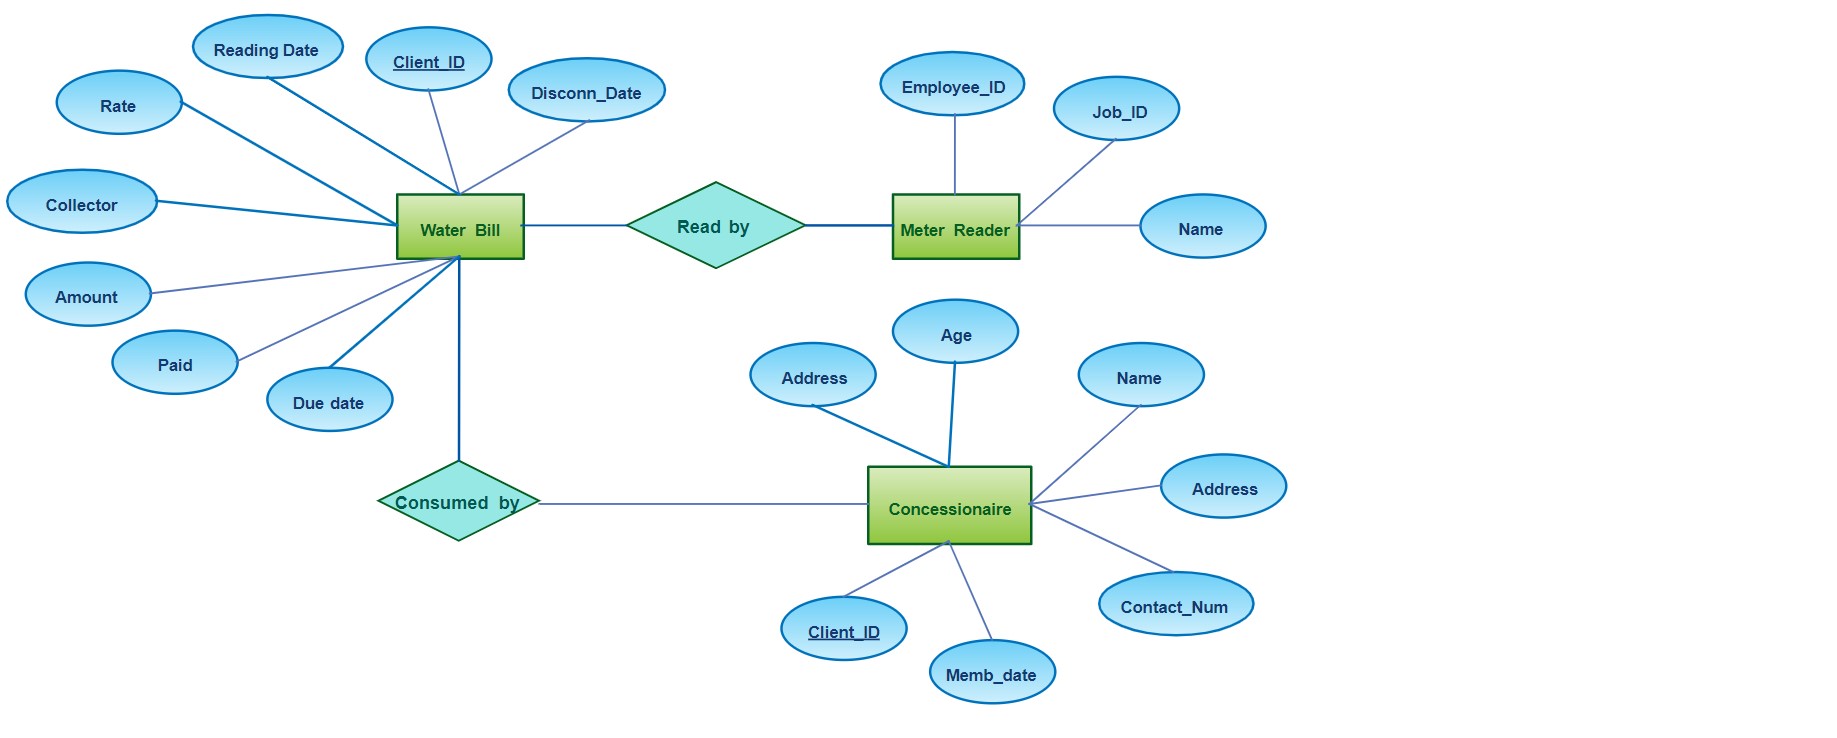 Reading Date
Client_ID
Disconn_Date
Rate
Collector
Water Bill
Amount
Paid
Due date
Read by
Employee_ID
Job_ID
Meter Reader
Name
Consumed by
Address
Age
Name
Concessionaire
Address
Contact_Num
Client_ID
Memb_date